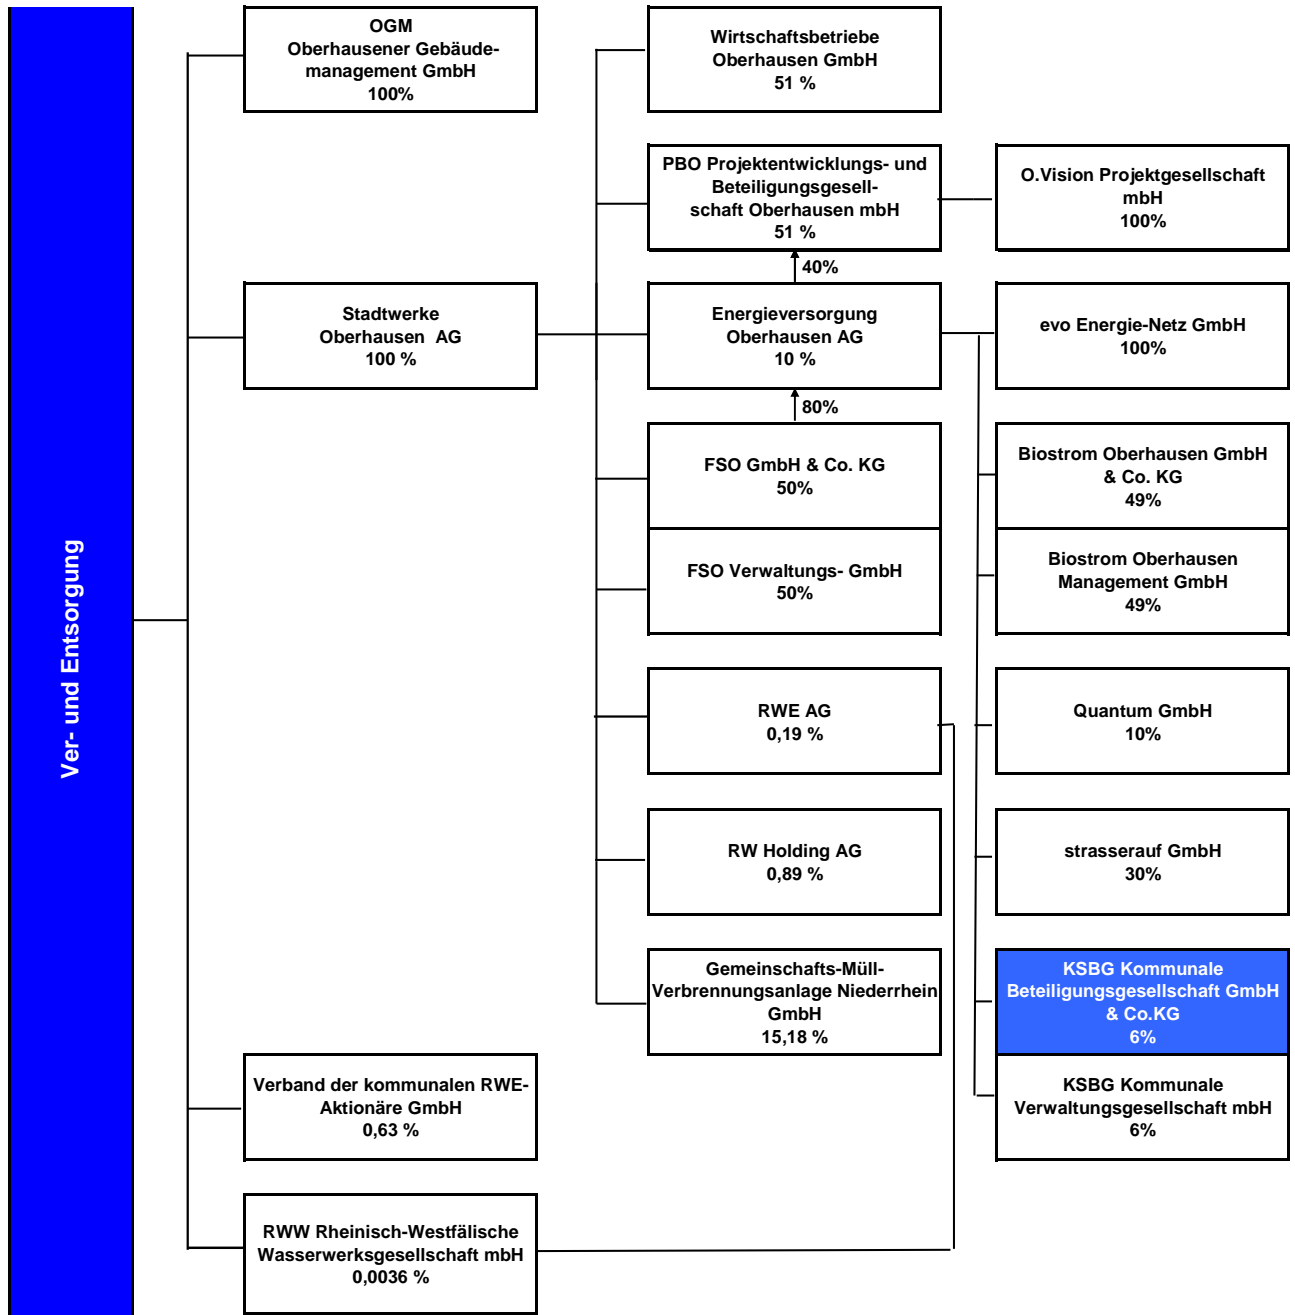 Ver- und Entsorgung
OGM
Oberhausener Gebäude-
management GmbH
100%
Stadtwerke
Oberhausen AG
100 %
Verband der kommunalen RWE-
Aktionäre GmbH
0,63 %
RWW Rheinisch-Westfälische
Wasserwerksgesellschaft mbH
0,0036 %
Wirtschaftsbetriebe
Oberhausen GmbH
51 %
PBO Projektentwicklungs- und
Beteiligungsgesell-
schaft Oberhausen mbH
51 %
40%
Energieversorgung
Oberhausen AG
10 %
80%
FSO GmbH & Co. KG
50%
FSO Verwaltungs- GmbH
50%
RWE AG
0,19 %
RW Holding AG
0,89 %
Gemeinschafts-Müll-
Verbrennungsanlage Niederrhein
GmbH
15,18 %
O.Vision Projektgesellschaft
mbH
100%
evo Energie-Netz GmbH
100%
Biostrom Oberhausen GmbH
& Co. KG
49%
Biostrom Oberhausen
Management GmbH
49%
Quantum GmbH
10%
strasserauf GmbH
30%
KSBG Kommunale
Beteiligungsgesellschaft GmbH
& Co.KG
6%
KSBG Kommunale
Verwaltungsgesellschaft mbH
6%